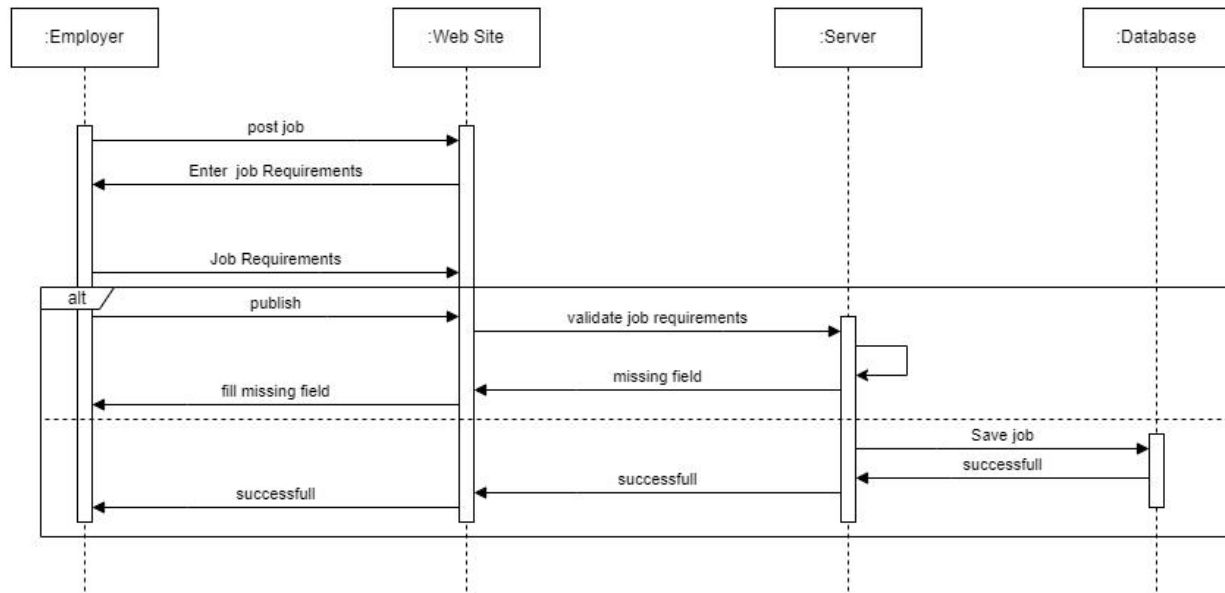 :Employer
:Web Site
:Server
:Database
post job
Enter job Requirements
Job Requirements
alt
publish
validate job requirements
missing field
fill missing field
Save job
successfull
successfull
successfull